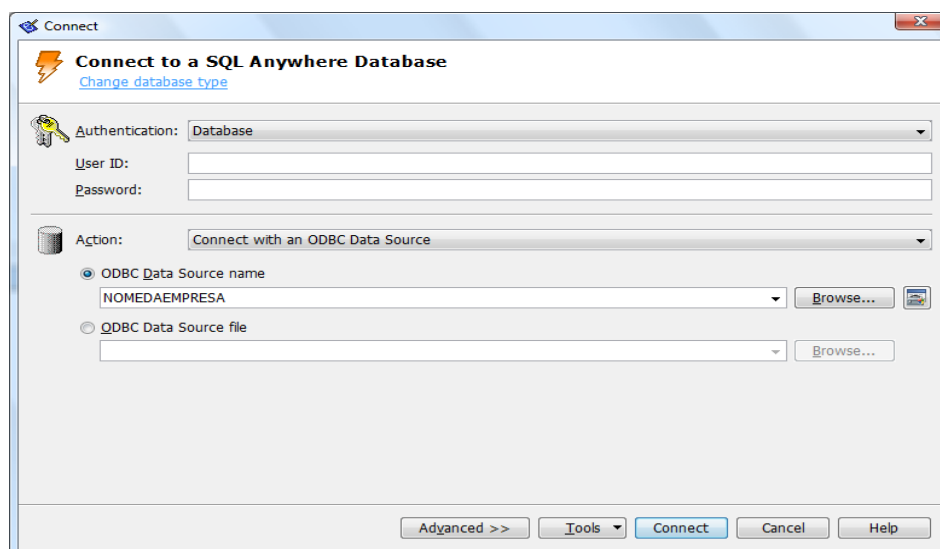 Connect
Connect to a SQL Anywhere Database
Change database type
Authentication: Database
User ID:
Password:
Action: Connect with an ODBC Data Source
ODBC Data Source name
NOMEDAEMPRESA Browse...
ODBC Data Source file
Browse...
Advanced >> Tools Connect Cancel Help